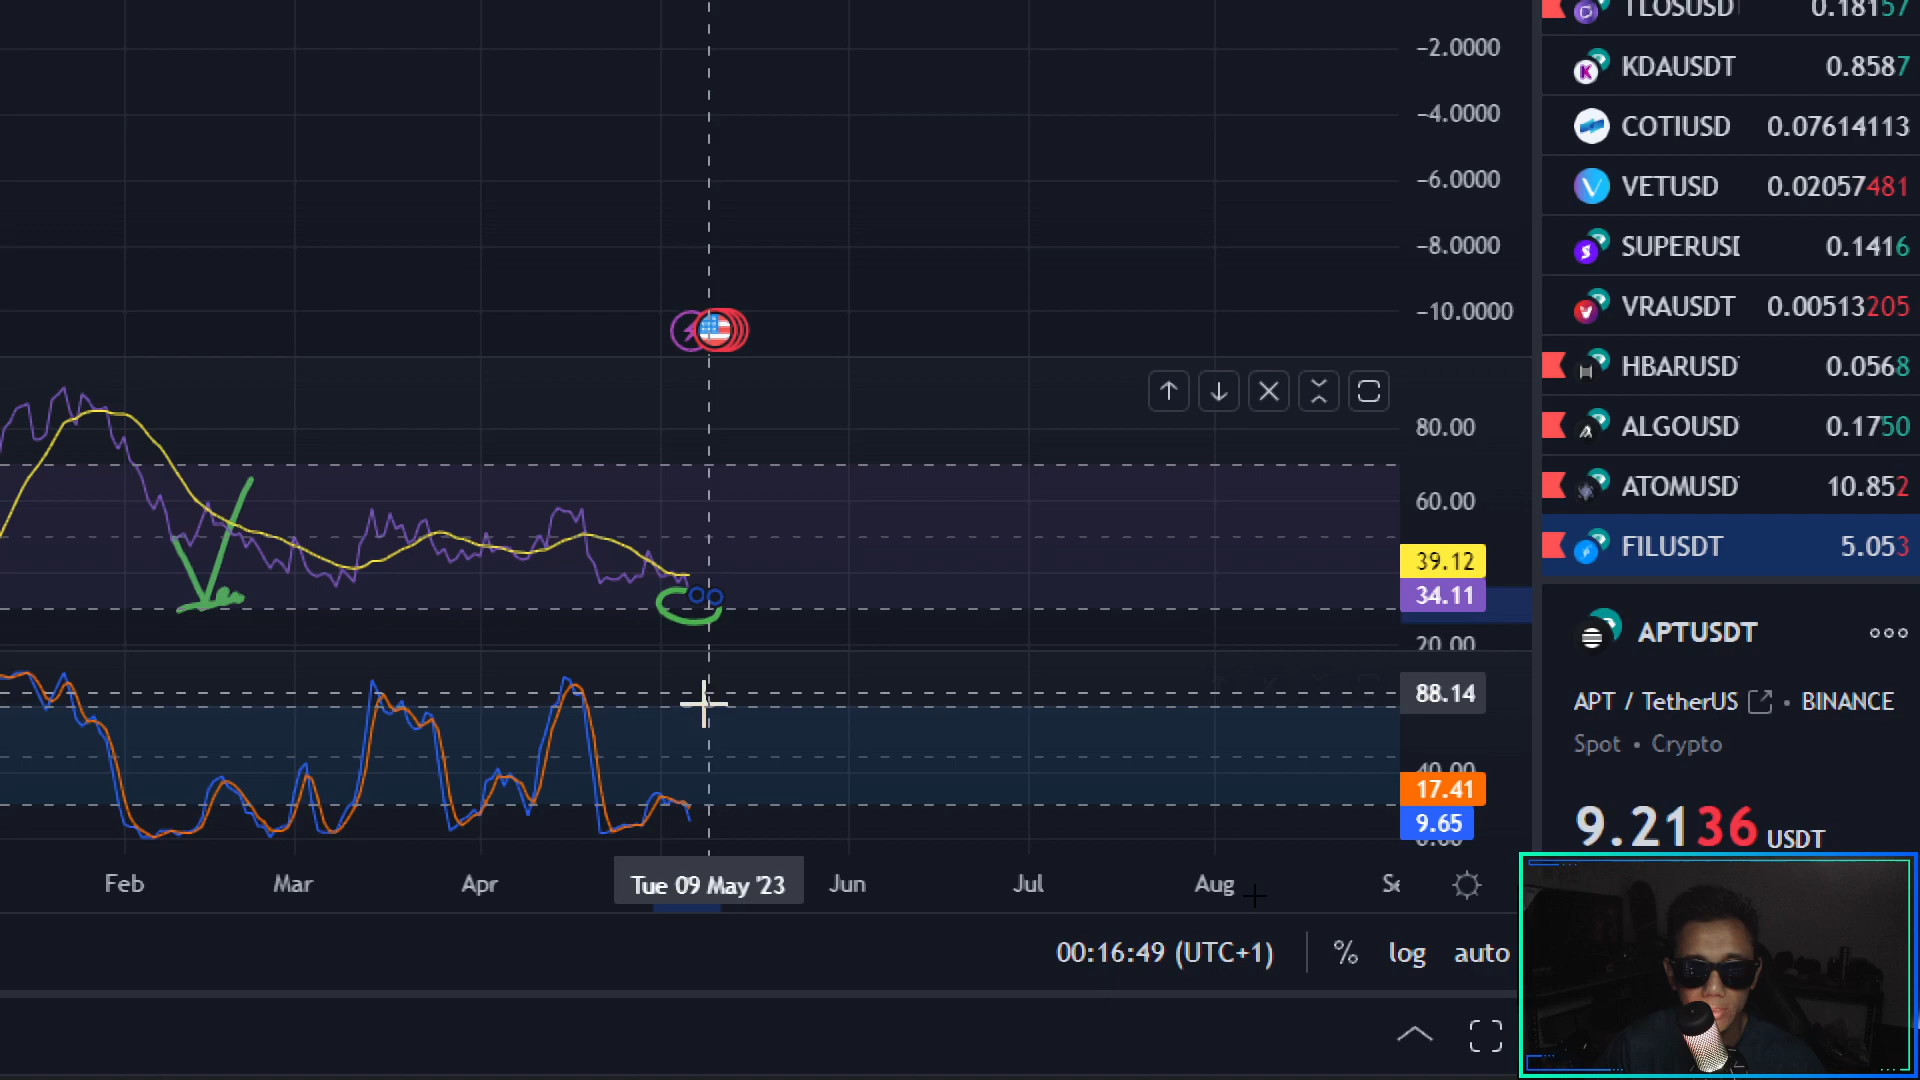 TLOSUSD 0.18157
−2.0000
KDAUSDT 0.8587
−4.0000
COTIUSD 0.07614113
−6.0000
VETUSD 0.02057481
−8.0000
SUPERUSD 0.1416
−10.0000
VRAUSDT 0.00513205
HBARUSD 0.0568
80.00
ALGOUSD 0.1750
60.00
ATOMUSD 10.852
39.12
FILUSDT 5.053
34.11
20.00
APTUSDT
88.14
APT / TetherUS • BINANCE
Spot • Crypto
40.00
17.41
9.65
0.00
9.2136 USDT
Feb Mar Apr Tue 09 May '23 Jun Jul Aug
00:16:49 (UTC+1) % log auto